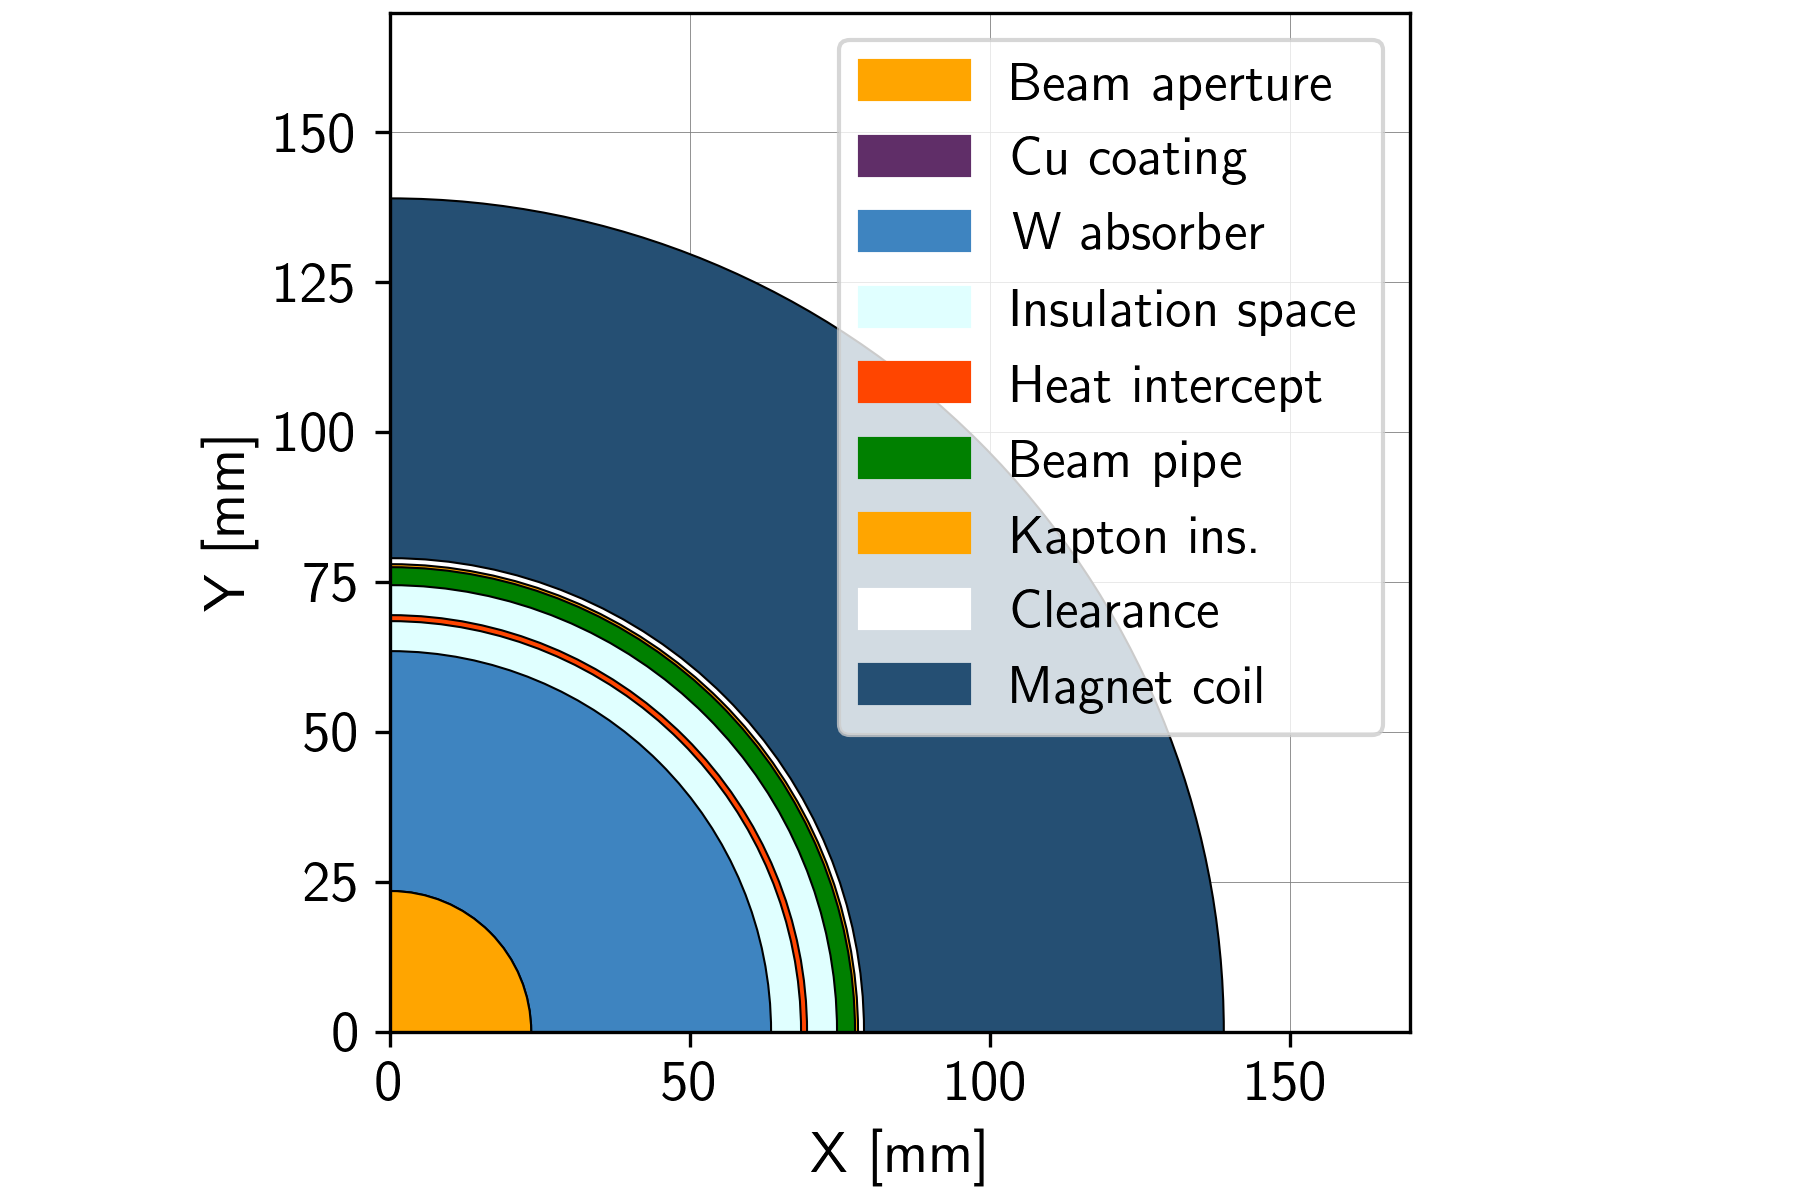 Beam aperture
Cu coating
W absorber
Insulation space
Heat intercept
Beam pipe
Kapton ins.
Clearance
Magnet coil
150
125
100
75
50
25
0
Y [mm]
0 50 100 150
X [mm]